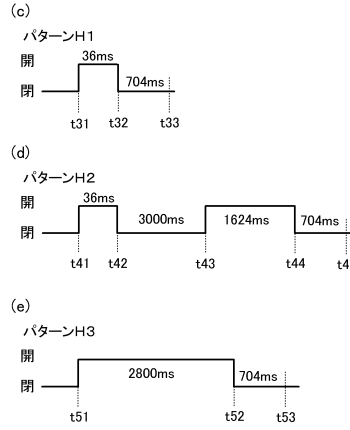 (c)
パターンH1
開 36ms
閉 704ms
t31 t32 t33
(d)
パターンH2
開 36ms
閉 3000ms 1624ms 704ms
t41 t42 t43 t44 t4
(e)
パターンH3
開
閉 2800ms 704ms
t51 t52 t53